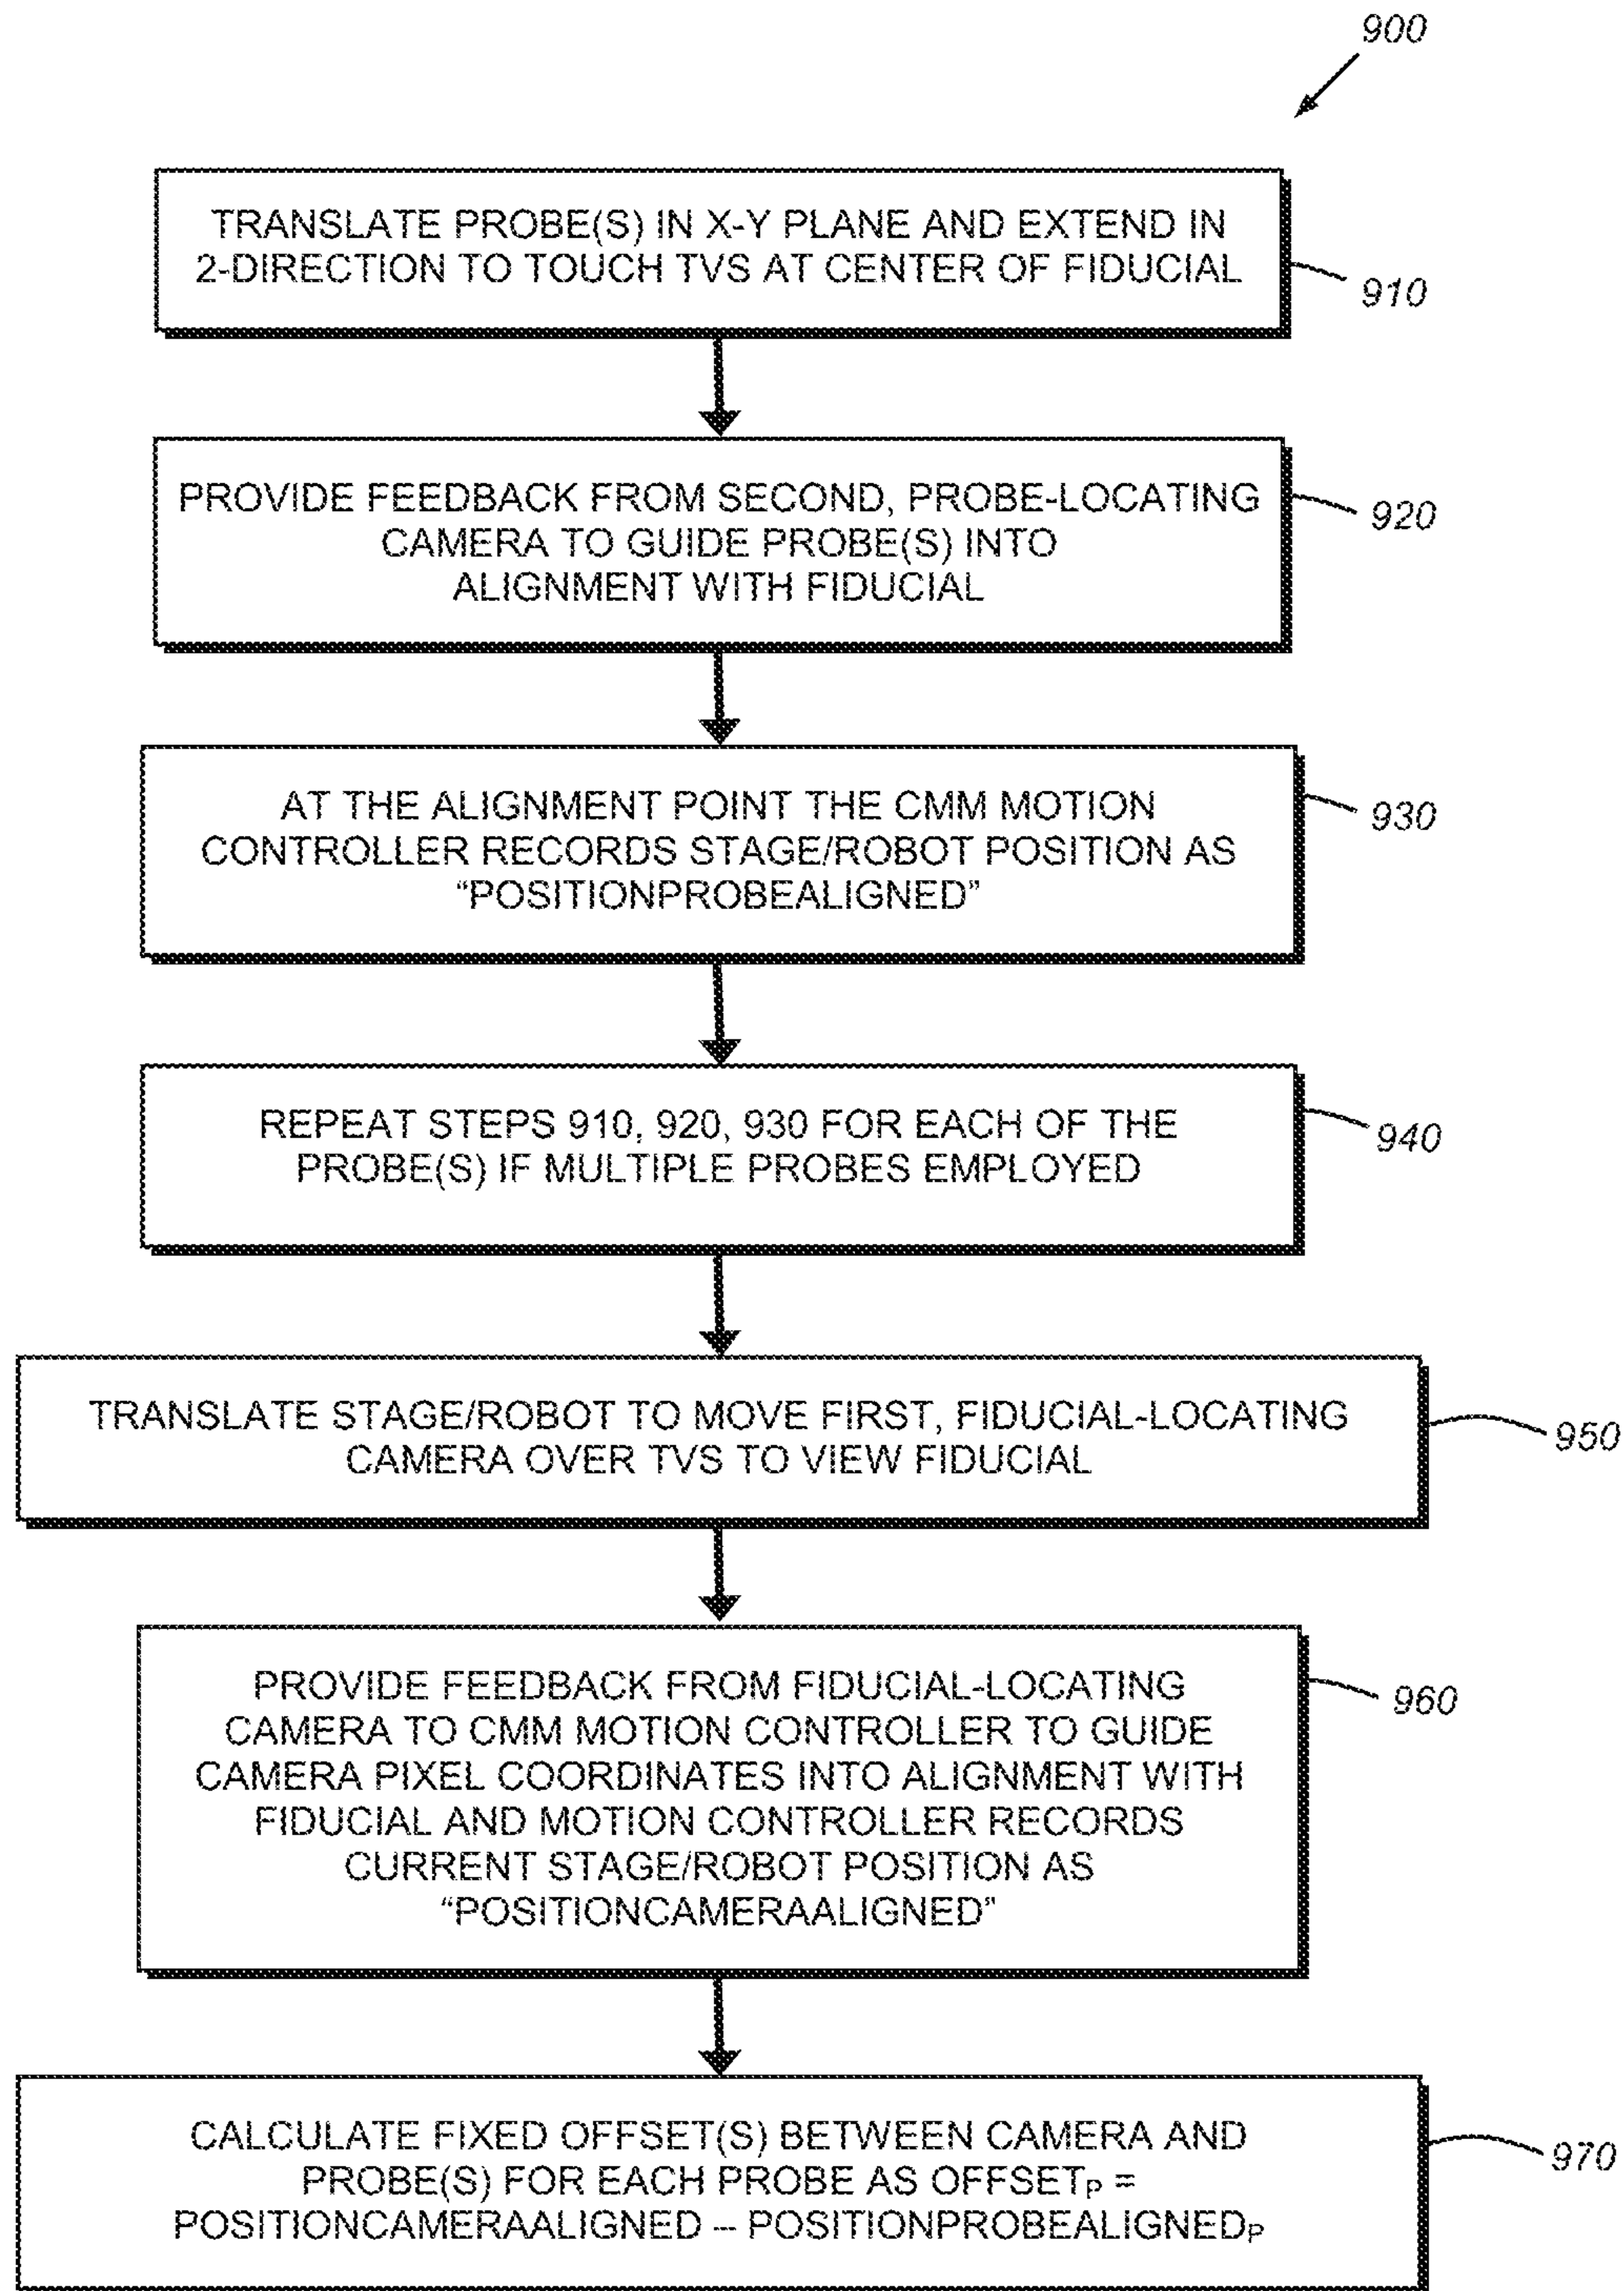 900
TRANSLATE PROBE(S) IN X-Y PLANE AND EXTEND IN
2-DIRECTION TO TOUCH TVS AT CENTER OF FIDUCIAL
910
PROVIDE FEEDBACK FROM SECOND, PROBE-LOCATING
CAMERA TO GUIDE PROBE(S) INTO
ALIGNMENT WITH FIDUCIAL
920
AT THE ALIGNMENT POINT THE CMM MOTION
CONTROLLER RECORDS STAGE/ROBOT POSITION AS
“POSITIONPROBEALIGNED”
930
REPEAT STEPS 910, 920, 930 FOR EACH OF THE
PROBE(S) IF MULTIPLE PROBES EMPLOYED
940
TRANSLATE STAGE/ROBOT TO MOVE FIRST, FIDUCIAL-LOCATING
CAMERA OVER TVS TO VIEW FIDUCIAL
950
PROVIDE FEEDBACK FROM FIDUCIAL-LOCATING
CAMERA TO CMM MOTION CONTROLLER TO GUIDE
CAMERA PIXEL COORDINATES INTO ALIGNMENT WITH
FIDUCIAL AND MOTION CONTROLLER RECORDS
CURRENT STAGE/ROBOT POSITION AS
“POSITIONCAMERAALIGNED”
960
CALCULATE FIXED OFFSET(S) BETWEEN CAMERA AND
PROBE(S) FOR EACH PROBE AS OFFSETₚ =
POSITIONCAMERAALIGNED -- POSITIONPROBEALIGNEDₚ
970